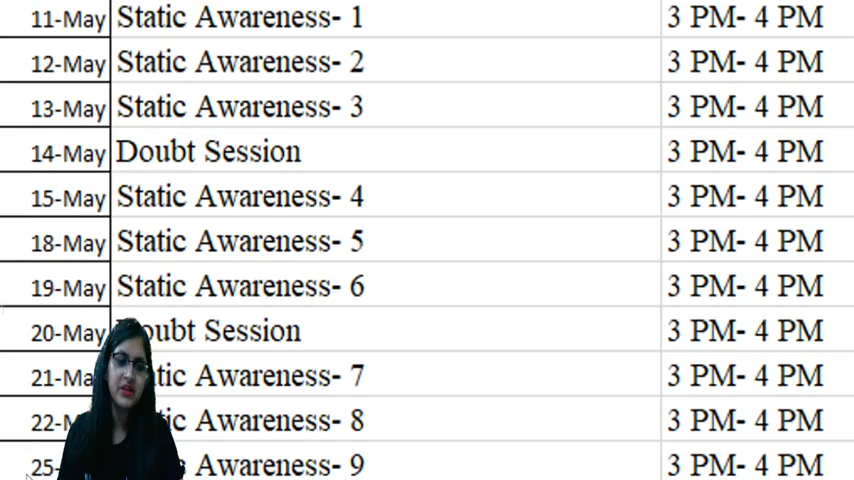 11-May Static Awareness- 1 3 PM- 4 PM
12-May Static Awareness- 2 3 PM- 4 PM
13-May Static Awareness- 3 3 PM- 4 PM
14-May Doubt Session 3 PM- 4 PM
15-May Static Awareness- 4 3 PM- 4 PM
18-May Static Awareness- 5 3 PM- 4 PM
19-May Static Awareness- 6 3 PM- 4 PM
20-May Doubt Session 3 PM- 4 PM
21-May Static Awareness- 7 3 PM- 4 PM
22- Awareness- 8 3 PM- 4 PM
25- Awareness- 9 3 PM- 4 PM